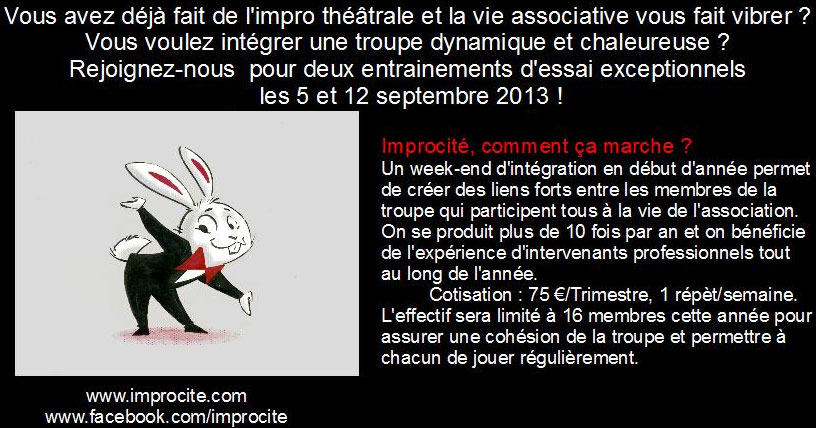 Vous avez déjà fait de l'impro théâtrale et la vie associative vous fait vibrer ?
Vous voulez intégrer une troupe dynamique et chaleureuse ?
Rejoignez-nous pour deux entrainements d'essai exceptionnels
les 5 et 12 septembre 2013 !
Improcité, comment ça marche ?
Un week-end d'intégration en début d'année permet
de créer des liens forts entre les membres de la
troupe qui participent tous à la vie de l'association.
On se produit plus de 10 fois par an et on bénéficie
de l'expérience d'intervenants professionnels tout
au long de l'année.
Cotisation : 75 €/Trimestre, 1 répèt/semaine.
L'effectif sera limité à 16 membres cette année pour
assurer une cohésion de la troupe et permettre à
chacun de jouer régulièrement.
www.improcite.com
www.facebook.com/improcite